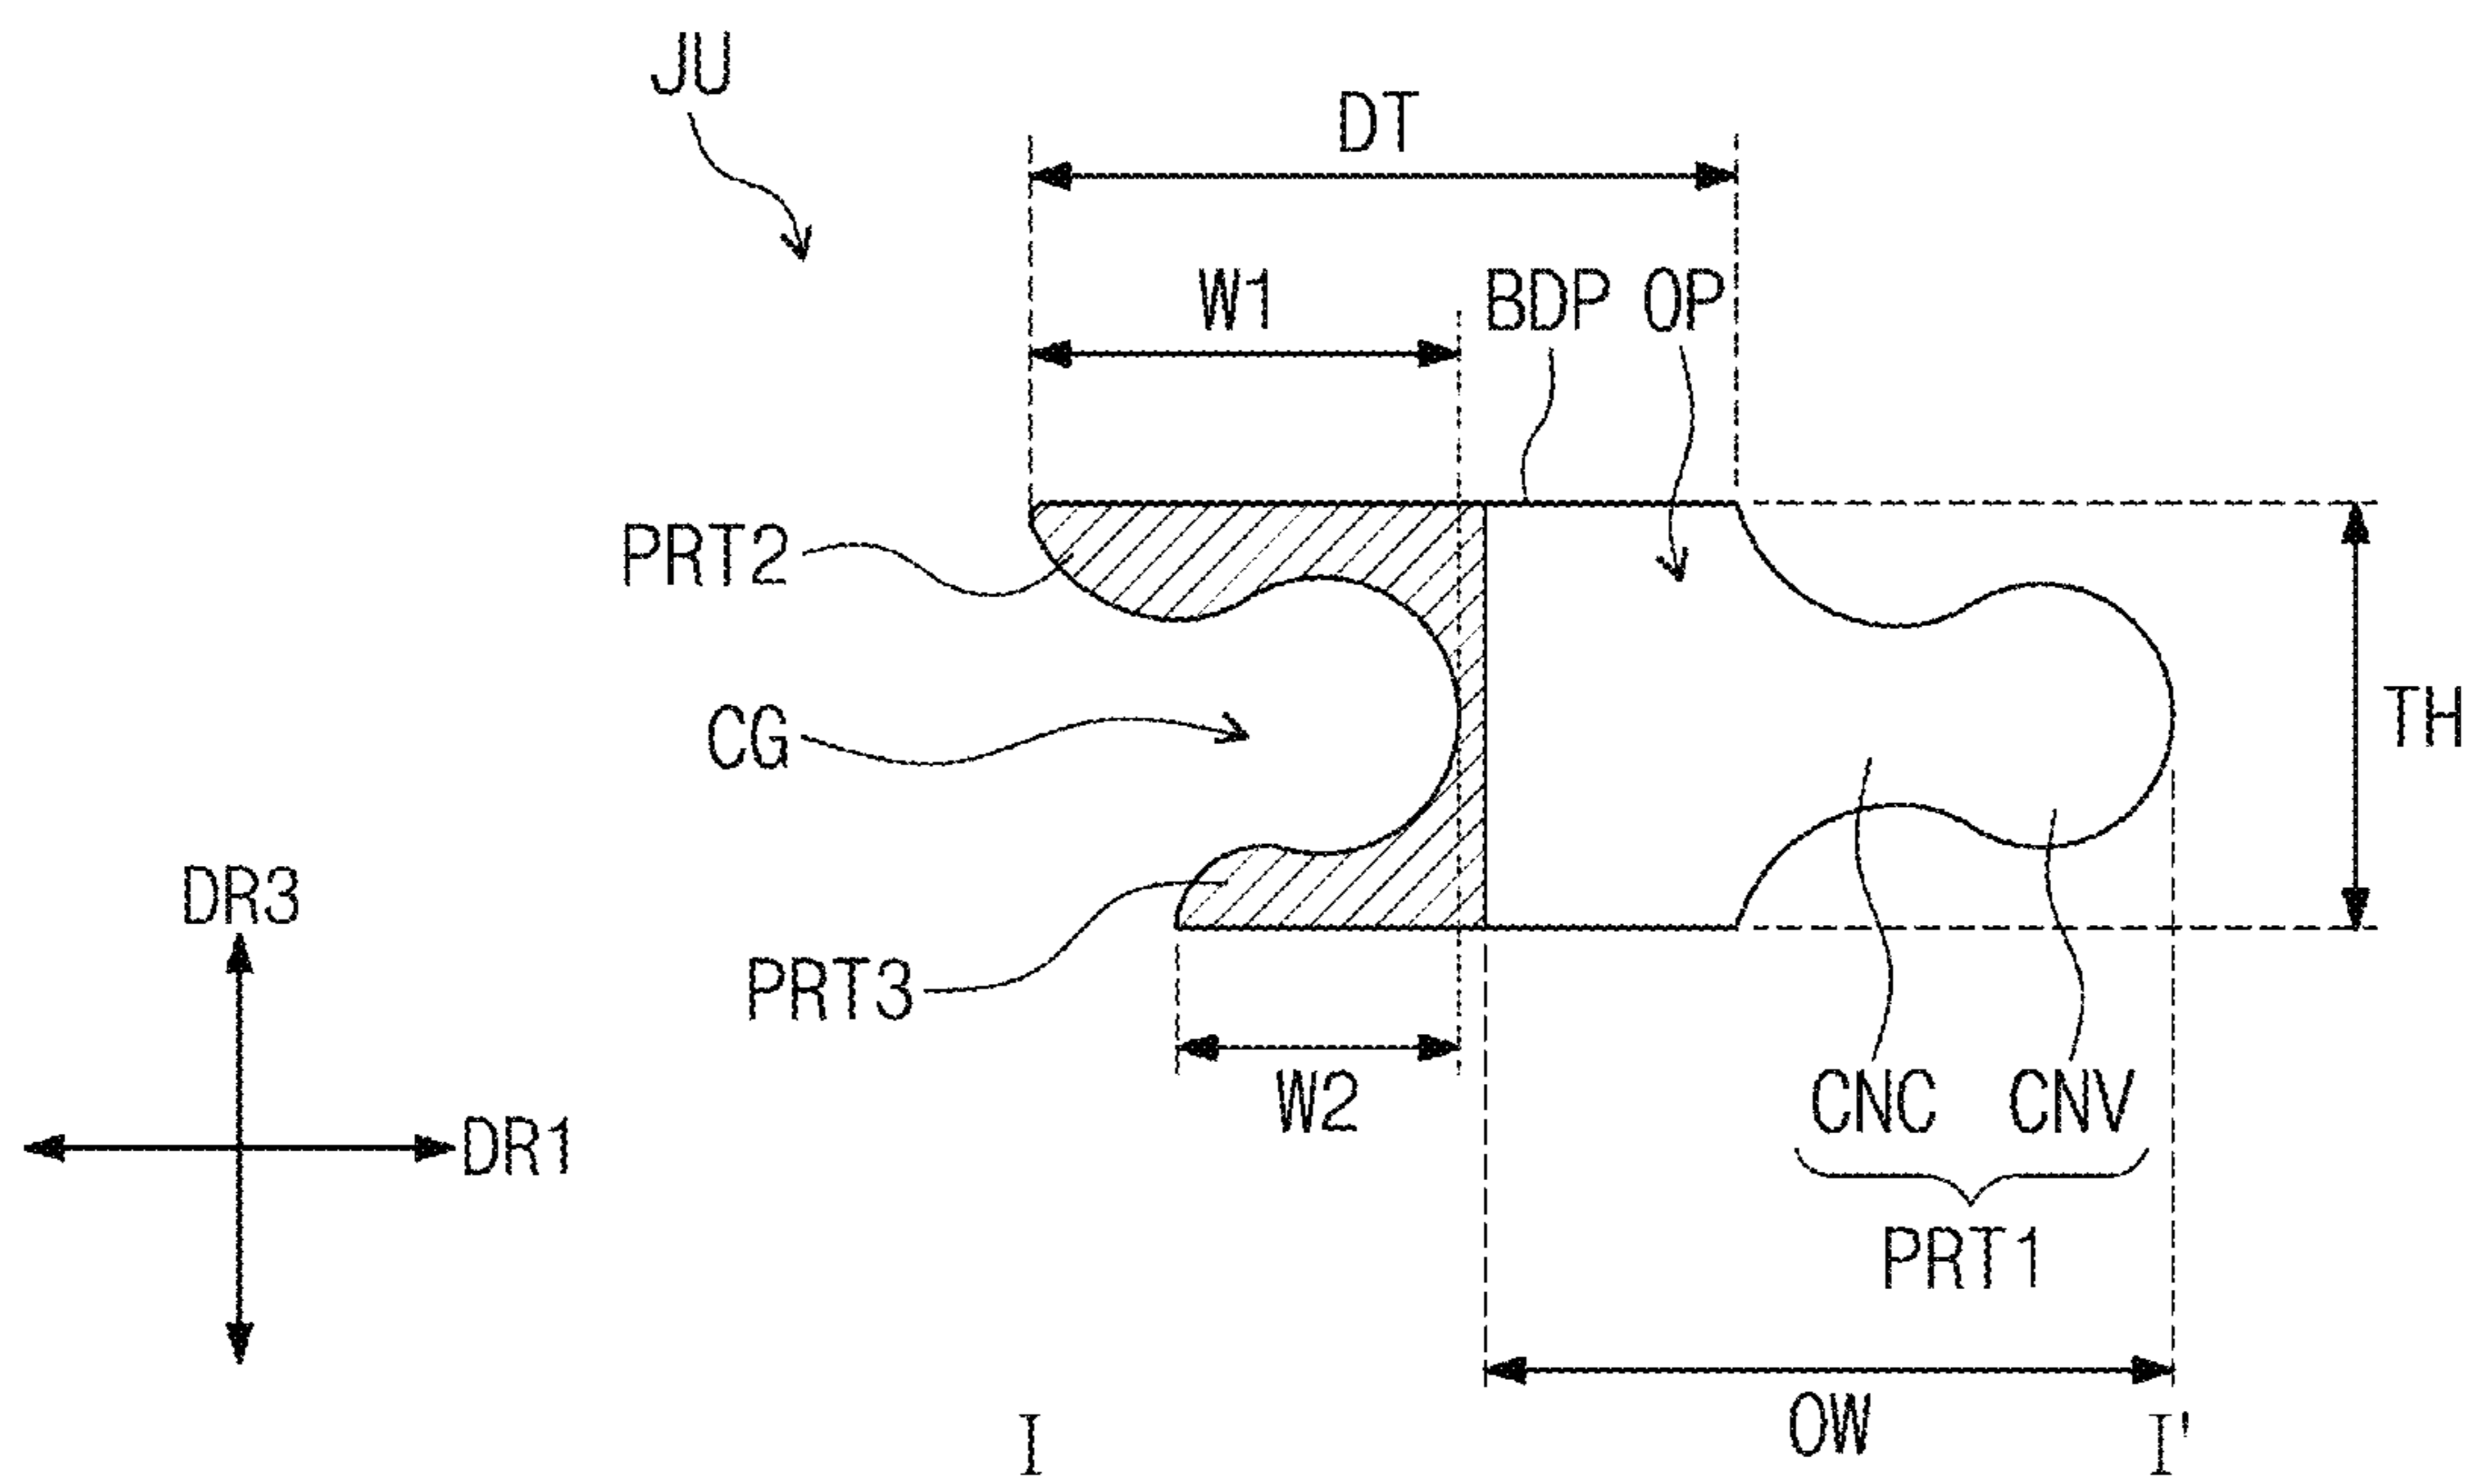 JU
DT
W1
BDP OP
PRT2
CG
TH
DR3
PRT3
W2
CNC CNV
DR1
PRT1
OW
I I'